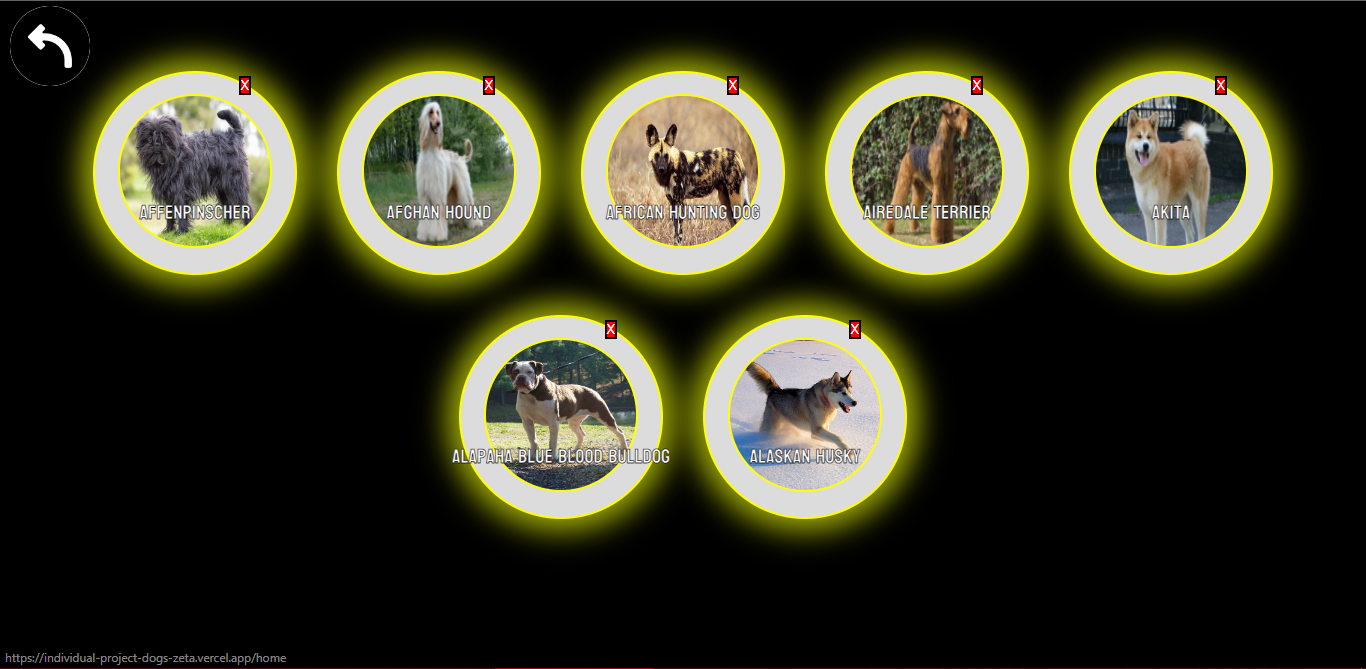 X X X X X
AFFENPINSCHER AFGHAN HOUND AFRICAN HUNTING DOG AIREDALE TERRIER AKITA
X X
ALAPAHA BLUE BLOOD BULLDOG ALASKAN HUSKY
https://individual-project-dogs-zeta.vercel.app/home